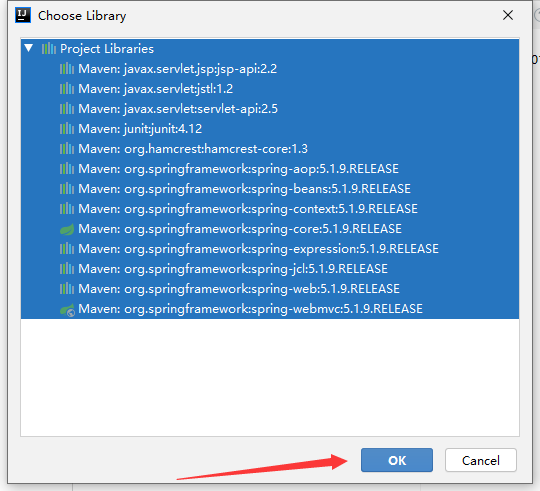 IJ
Choose Library
Project Libraries
Maven: javax.servlet.jsp:jsp-api:2.2
Maven: javax.servlet:jstl:1.2
Maven: javax.servlet:servlet-api:2.5
Maven: junit:junit:4.12
Maven: org.hamcrest:hamcrest-core:1.3
Maven: org.springframework:spring-aop:5.1.9.RELEASE
Maven: org.springframework:spring-beans:5.1.9.RELEASE
Maven: org.springframework:spring-context:5.1.9.RELEASE
Maven: org.springframework:spring-core:5.1.9.RELEASE
Maven: org.springframework:spring-expression:5.1.9.RELEASE
Maven: org.springframework:spring-jcl:5.1.9.RELEASE
Maven: org.springframework:spring-web:5.1.9.RELEASE
Maven: org.springframework:spring-webmvc:5.1.9.RELEASE
OK
Cancel